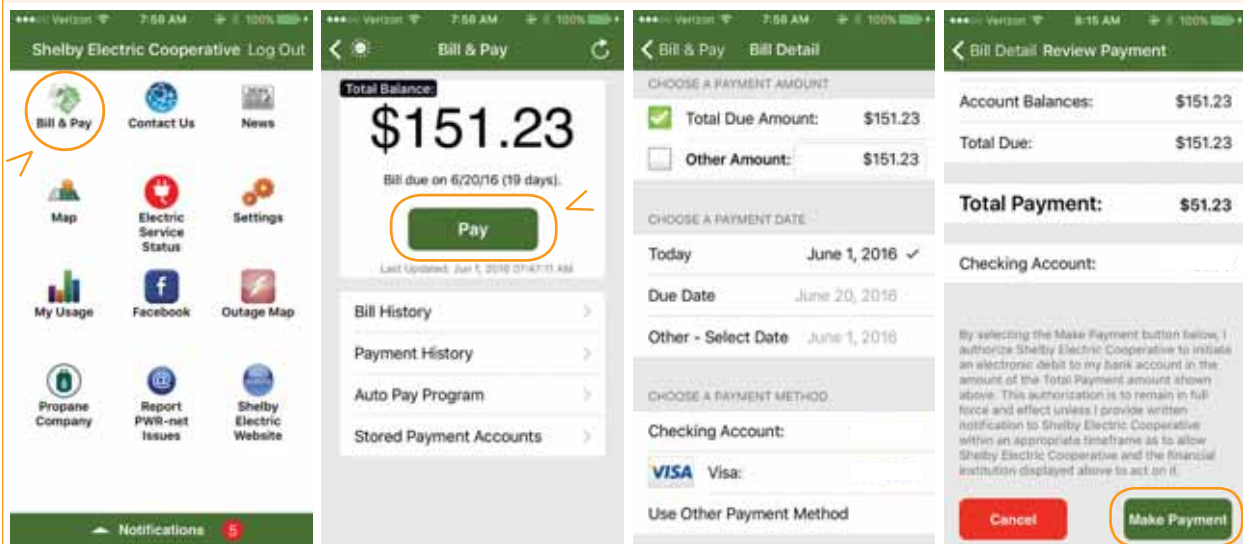 Verizon 7:58 AM 100%
Shelby Electric Cooperative Log Out
Bill & Pay Contact Us News
Map Electric Service Status Settings
My Usage Facebook Outage Map
Propane Company Report PWR-net Issues Shelby Electric Website
Notifications 5
Verizon 7:58 AM 100%
Bill & Pay
Total Balance:
$151.23
Bill due on 6/20/16 (19 days).
Pay
Last Updated: Jun 1, 2016 07:47:11 AM
Bill History
Payment History
Auto Pay Program
Stored Payment Accounts
Verizon 7:58 AM 100%
Bill & Pay Bill Detail
CHOOSE A PAYMENT AMOUNT
Total Due Amount: $151.23
Other Amount: $151.23
CHOOSE A PAYMENT DATE
Today June 1, 2016
Due Date June 20, 2016
Other - Select Date June 1, 2016
CHOOSE A PAYMENT METHOD
Checking Account:
VISA Visa:
Use Other Payment Method
Verizon 8:15 AM 100%
Bill Detail Review Payment
Account Balances: $151.23
Total Due: $151.23
Total Payment: $51.23
Checking Account:
By selecting the Make Payment button below, I
authorize Shelby Electric Cooperative to initiate
an electronic debit to my bank account in the
amount of the Total Payment amount shown
above. This authorization is to remain in full
force and effect unless I provide written
notification to Shelby Electric Cooperative
within an appropriate timeframe as to allow
Shelby Electric Cooperative and the financial
institution displayed above to act on it.
Cancel Make Payment